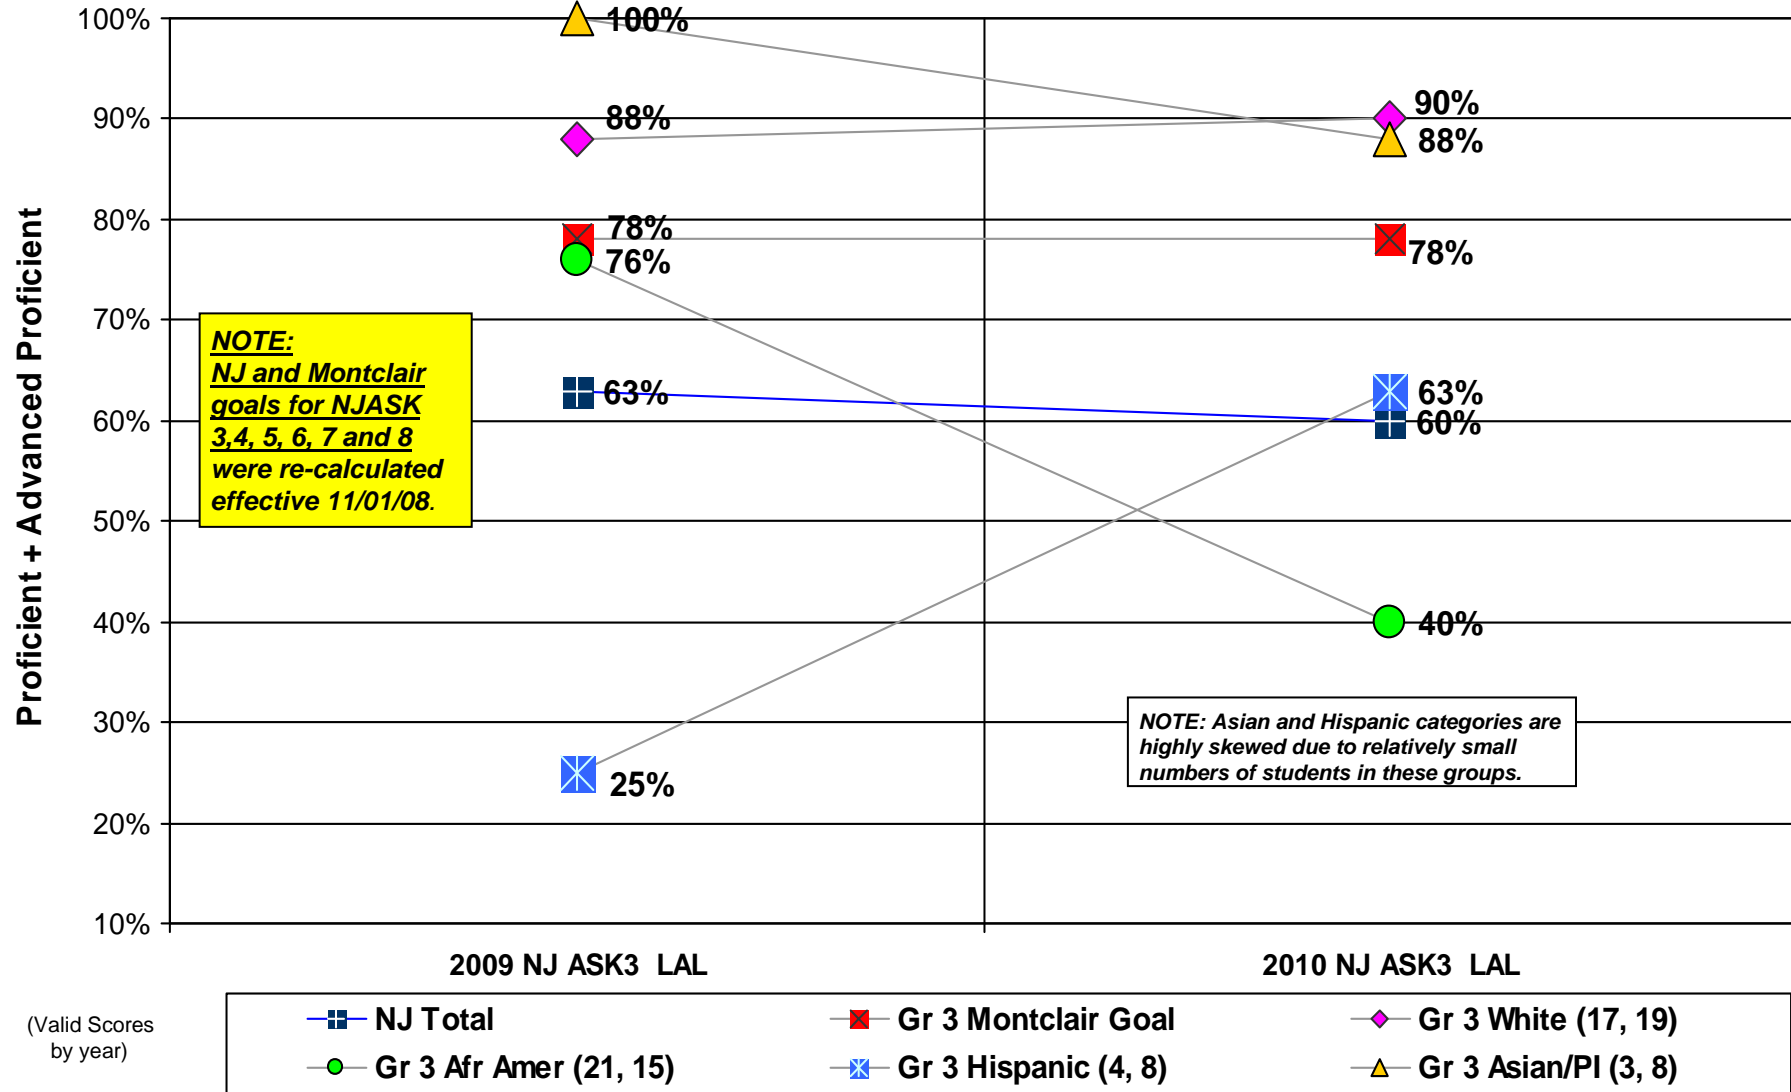 100%
90%
80%
70%
60%
50%
40%
30%
20%
10%
Proficient + Advanced Proficient
100%
88%
78%
76%
63%
25%
90%
88%
78%
63%
60%
40%
NOTE:
NJ and Montclair
goals for NJASK
3,4, 5, 6, 7 and 8
were re-calculated
effective 11/01/08.
NOTE: Asian and Hispanic categories are
highly skewed due to relatively small
numbers of students in these groups.
2009 NJ ASK3 LAL
2010 NJ ASK3 LAL
(Valid Scores
by year)
NJ Total
Gr 3 Montclair Goal
Gr 3 White (17, 19)
Gr 3 Afr Amer (21, 15)
Gr 3 Hispanic (4, 8)
Gr 3 Asian/PI (3, 8)